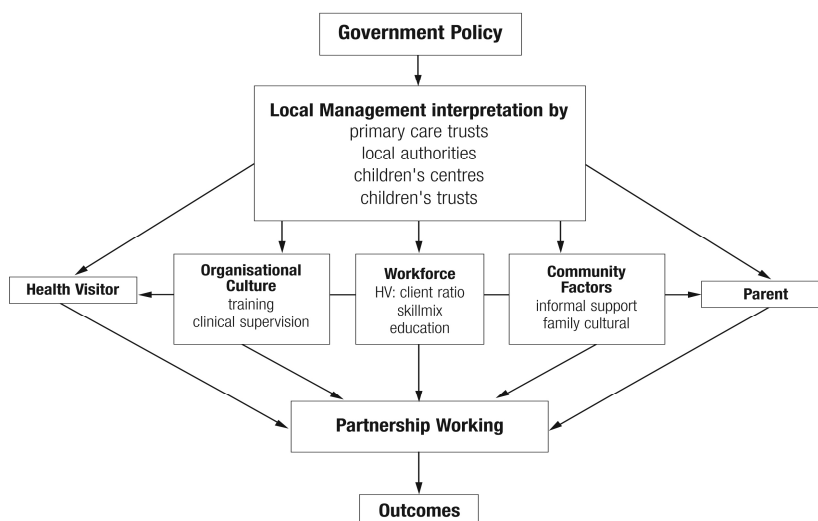 Government Policy
Local Management interpretation by
primary care trusts
local authorities
children's centres
children's trusts
Health Visitor
Organisational
Culture
training
clinical supervision
Workforce
HV: client ratio
skillmix
education
Community
Factors
informal support
family cultural
Parent
Partnership Working
Outcomes